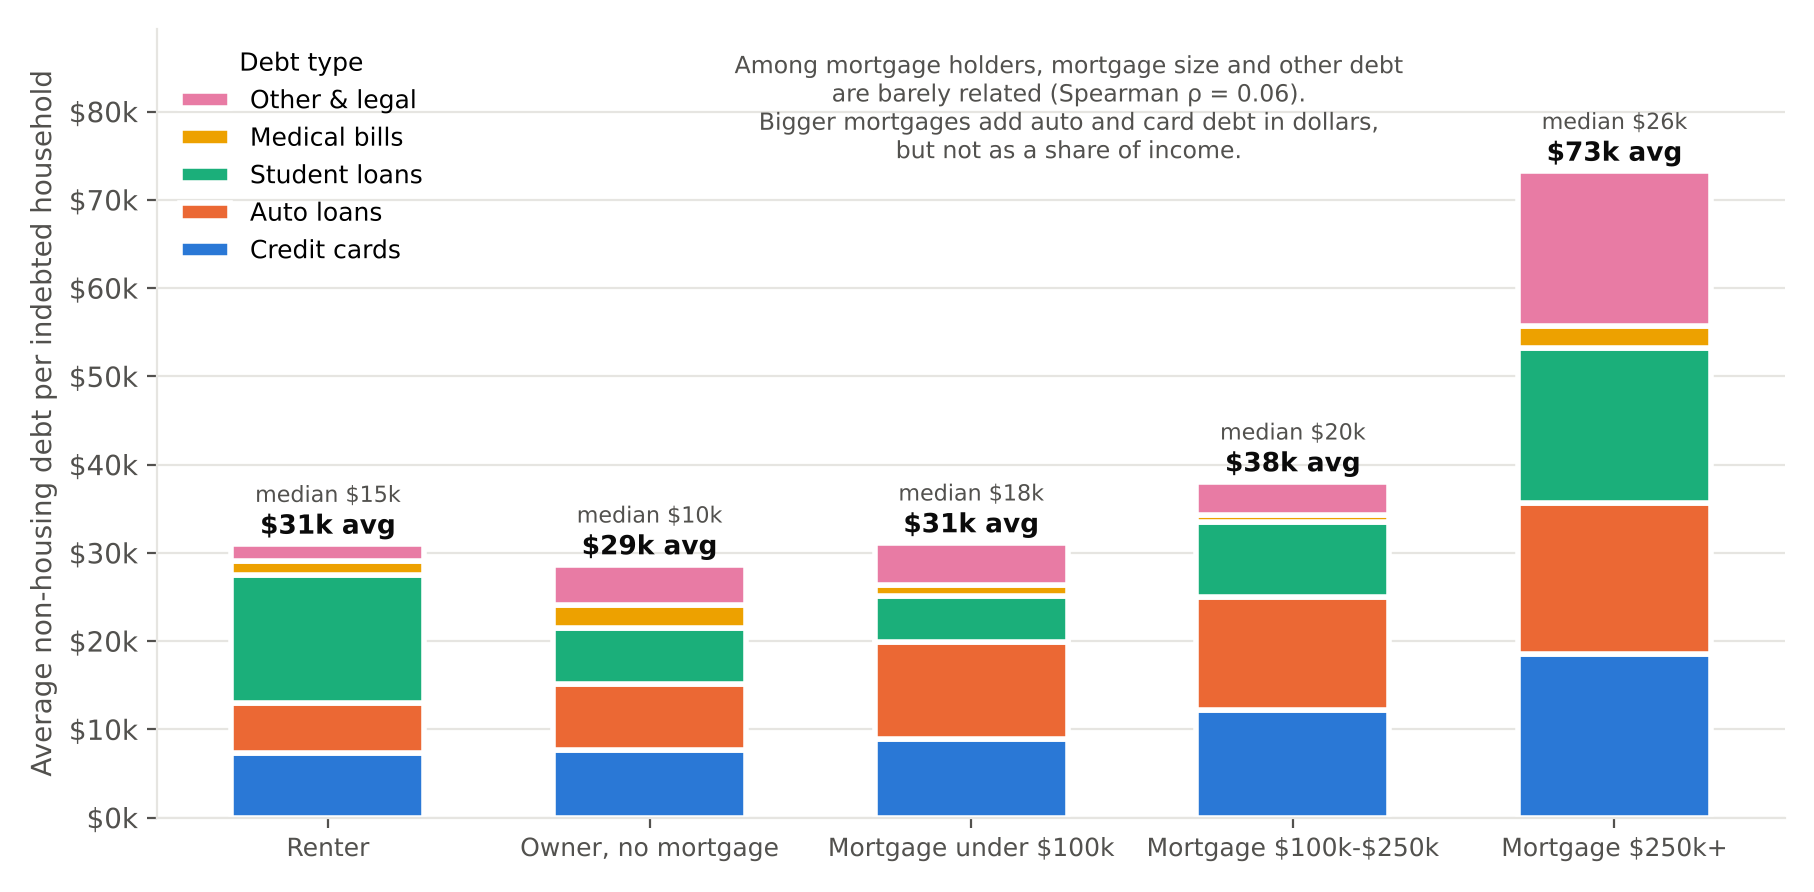 Debt type
Other & legal
Medical bills
Student loans
Auto loans
Credit cards
Among mortgage holders, mortgage size and other debt
are barely related (Spearman ρ = 0.06).
Bigger mortgages add auto and card debt in dollars,
but not as a share of income.
Average non-housing debt per indebted household
$80k
$70k
$60k
$50k
$40k
$30k
$20k
$10k
$0k
median $15k
$31k avg
median $10k
$29k avg
median $18k
$31k avg
median $20k
$38k avg
median $26k
$73k avg
Renter
Owner, no mortgage
Mortgage under $100k
Mortgage $100k-$250k
Mortgage $250k+